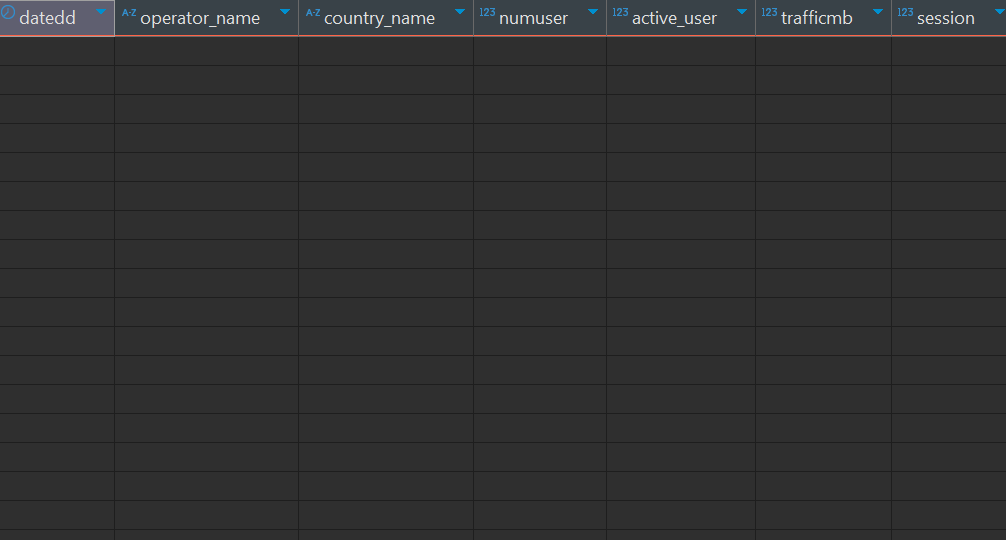 datedd A-Z operator_name A-Z country_name 123 numuser 123 active_user 123 trafficmb 123 session